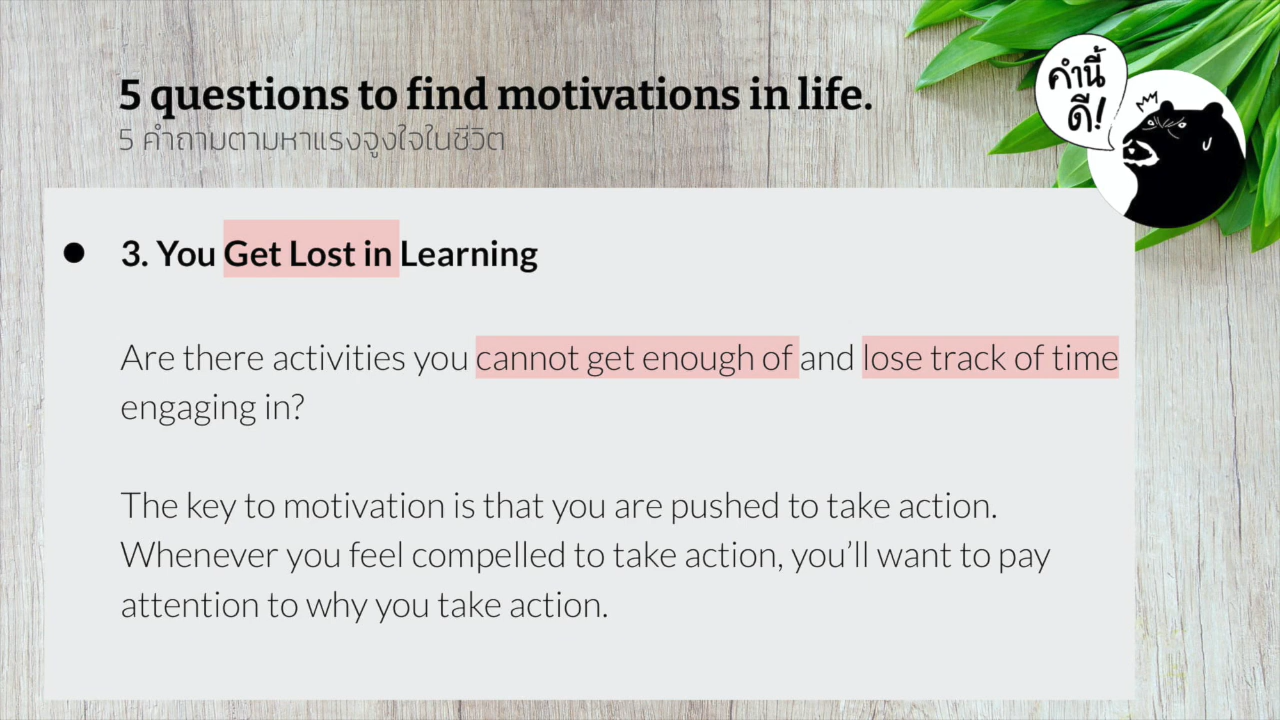 5 questions to find motivations in life.
5 คำถามตามหาแรงจูงใจในชีวิต
คำนี้
ดี!
● 3. You Get Lost in Learning
Are there activities you cannot get enough of and lose track of time
engaging in?
The key to motivation is that you are pushed to take action.
Whenever you feel compelled to take action, you’ll want to pay
attention to why you take action.